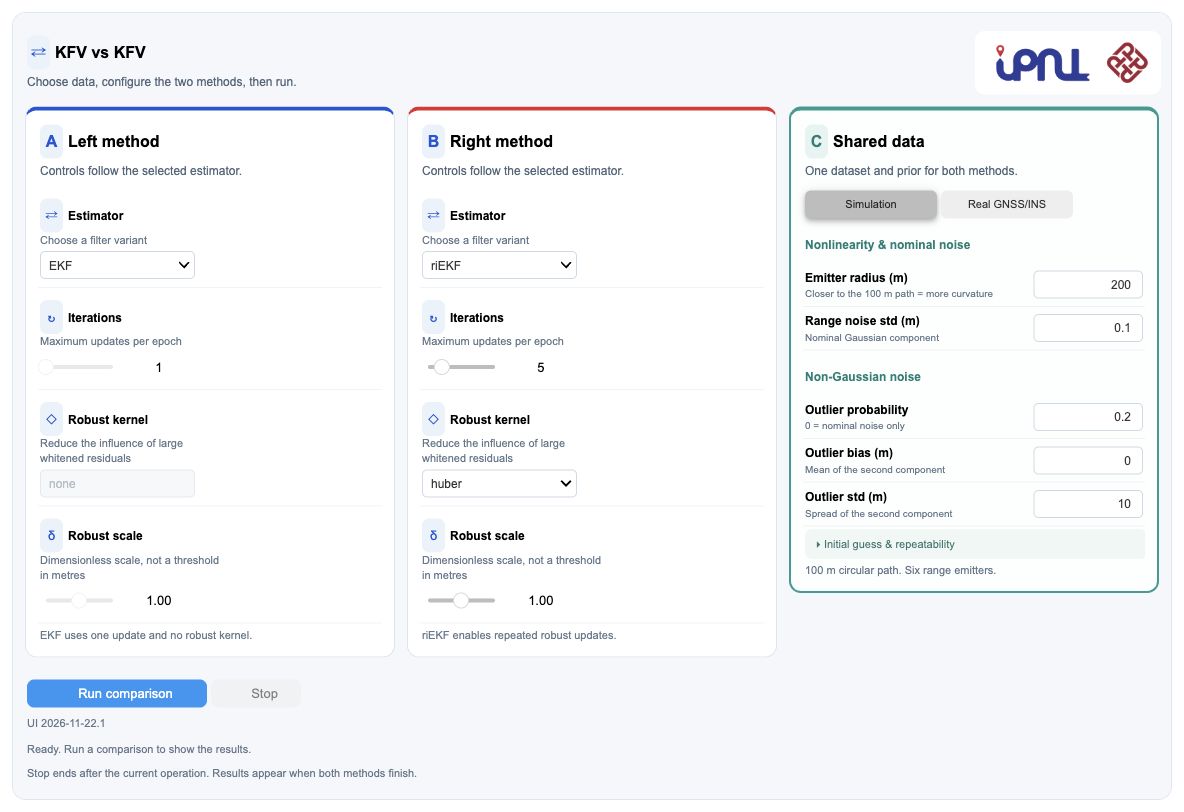 KFV vs KFV
Choose data, configure the two methods, then run.
ipnl
A Left method
Controls follow the selected estimator.
Estimator
Choose a filter variant
EKF
Iterations
Maximum updates per epoch
1
Robust kernel
Reduce the influence of large
whitened residuals
none
δ Robust scale
Dimensionless scale, not a threshold
in metres
1.00
EKF uses one update and no robust kernel.
B Right method
Controls follow the selected estimator.
Estimator
Choose a filter variant
riEKF
Iterations
Maximum updates per epoch
5
Robust kernel
Reduce the influence of large
whitened residuals
huber
δ Robust scale
Dimensionless scale, not a threshold
in metres
1.00
riEKF enables repeated robust updates.
C Shared data
One dataset and prior for both methods.
Simulation Real GNSS/INS
Nonlinearity & nominal noise
Emitter radius (m) 200
Closer to the 100 m path = more curvature
Range noise std (m) 0.1
Nominal Gaussian component
Non-Gaussian noise
Outlier probability 0.2
0 = nominal noise only
Outlier bias (m) 0
Mean of the second component
Outlier std (m) 10
Spread of the second component
Initial guess & repeatability
100 m circular path. Six range emitters.
Run comparison Stop
UI 2026-11-22.1
Ready. Run a comparison to show the results.
Stop ends after the current operation. Results appear when both methods finish.